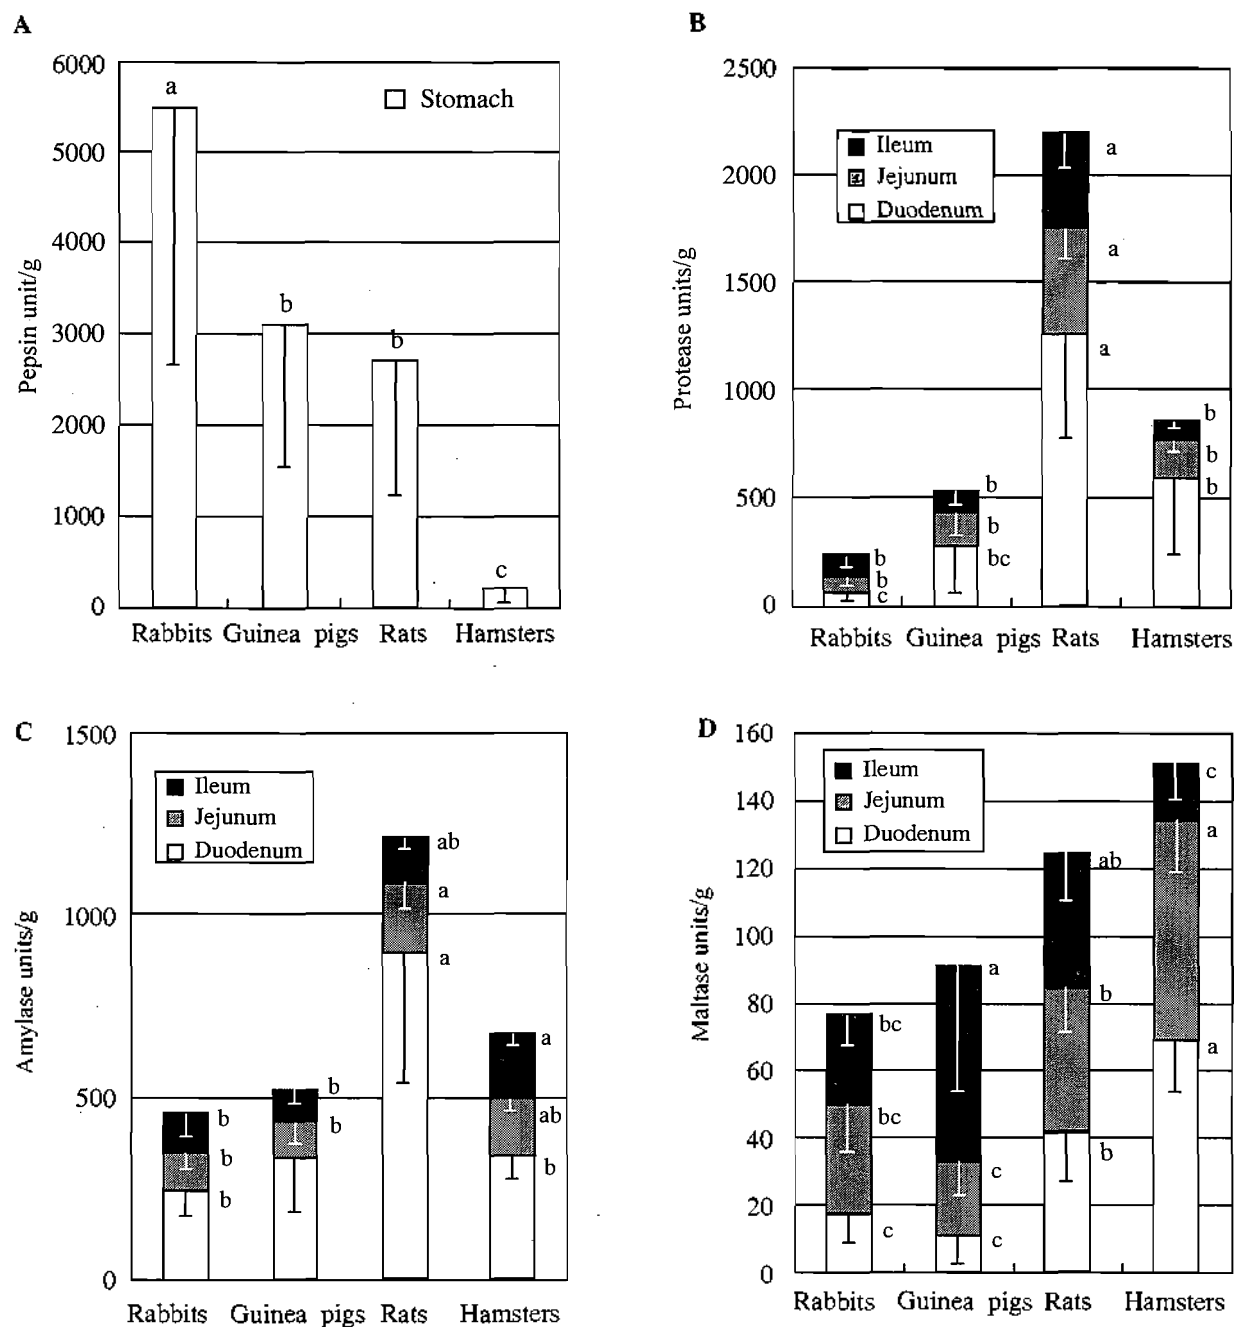 A
6000
5000
4000
3000
2000
1000
0
Pepsin unit/g
Stomach
a
b
b
c
Rabbits Guinea pigs Rats Hamsters
B
2500
2000
1500
1000
500
0
Protease units/g
Ileum
Jejunum
Duodenum
b
b
c
b
b
bc
a
a
a
b
b
b
Rabbits Guinea pigs Rats Hamsters
C
1500
1000
500
0
Amylase units/g
Ileum
Jejunum
Duodenum
b
b
b
b
b
ab
a
a
a
ab
b
Rabbits Guinea pigs Rats Hamsters
D
160
140
120
100
80
60
40
20
0
Maltase units/g
Ileum
Jejunum
Duodenum
bc
bc
c
a
c
c
ab
b
b
c
a
a
Rabbits Guinea pigs Rats Hamsters